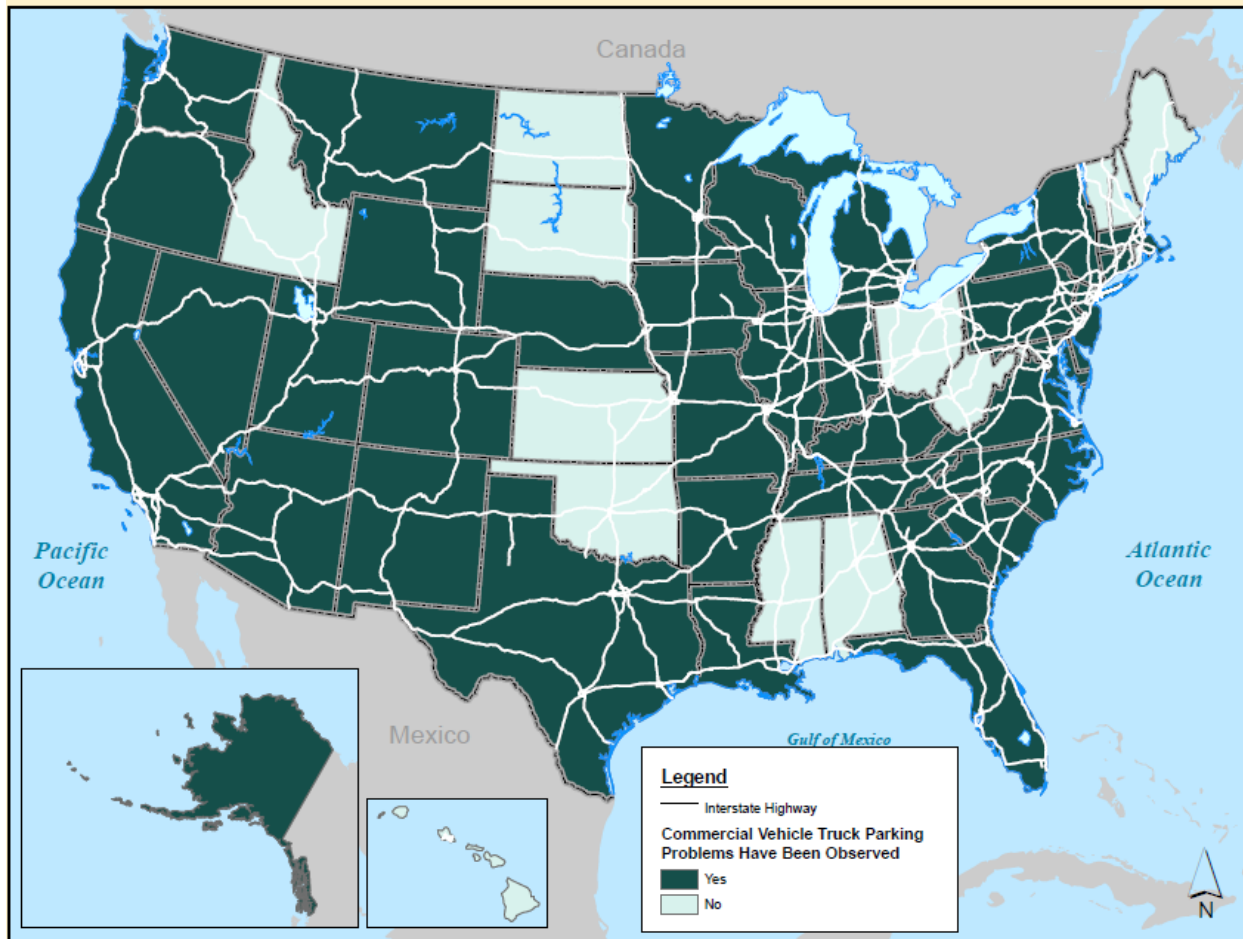 Canada
Pacific
Ocean
Atlantic
Ocean
Mexico
Gulf of Mexico
Legend
Interstate Highway
Commercial Vehicle Truck Parking
Problems Have Been Observed
Yes
No
N